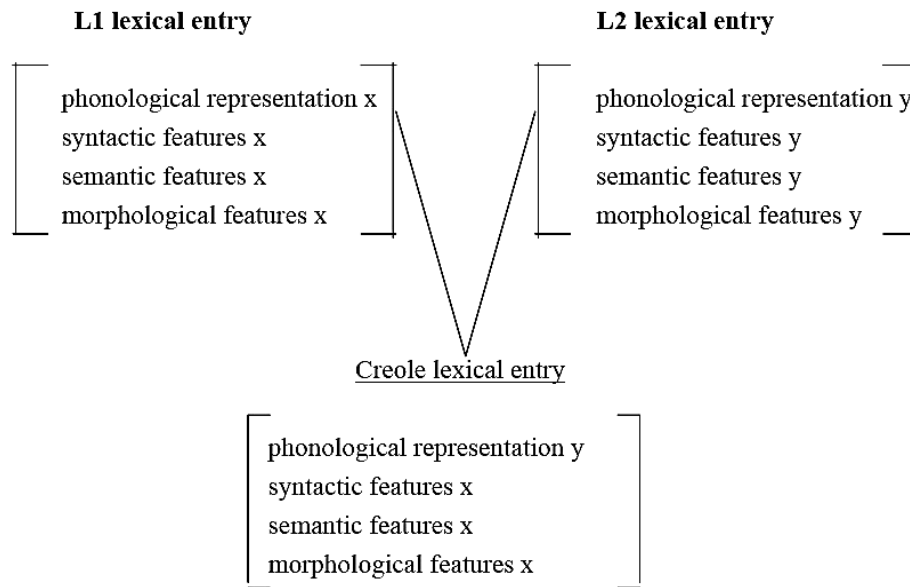 L1 lexical entry
L2 lexical entry
phonological representation x
syntactic features x
semantic features x
morphological features x
phonological representation y
syntactic features y
semantic features y
morphological features y
Creole lexical entry
phonological representation y
syntactic features x
semantic features x
morphological features x